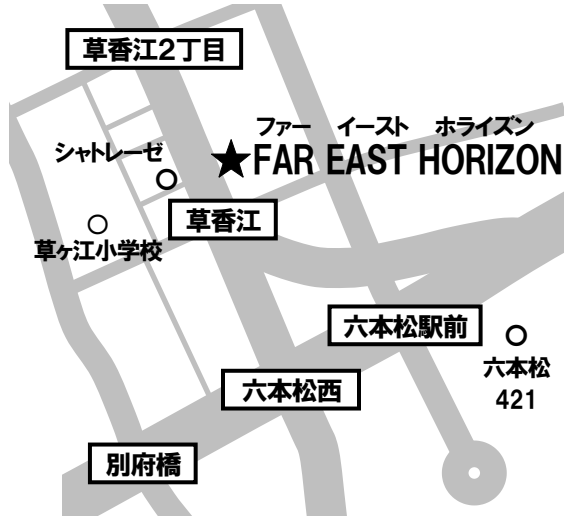 草香江2丁目
ファー イースト ホライズン
★FAR EAST HORIZON
シャトレーゼ
草香江
草ヶ江小学校
六本松駅前
六本松
421
六本松西
別府橋